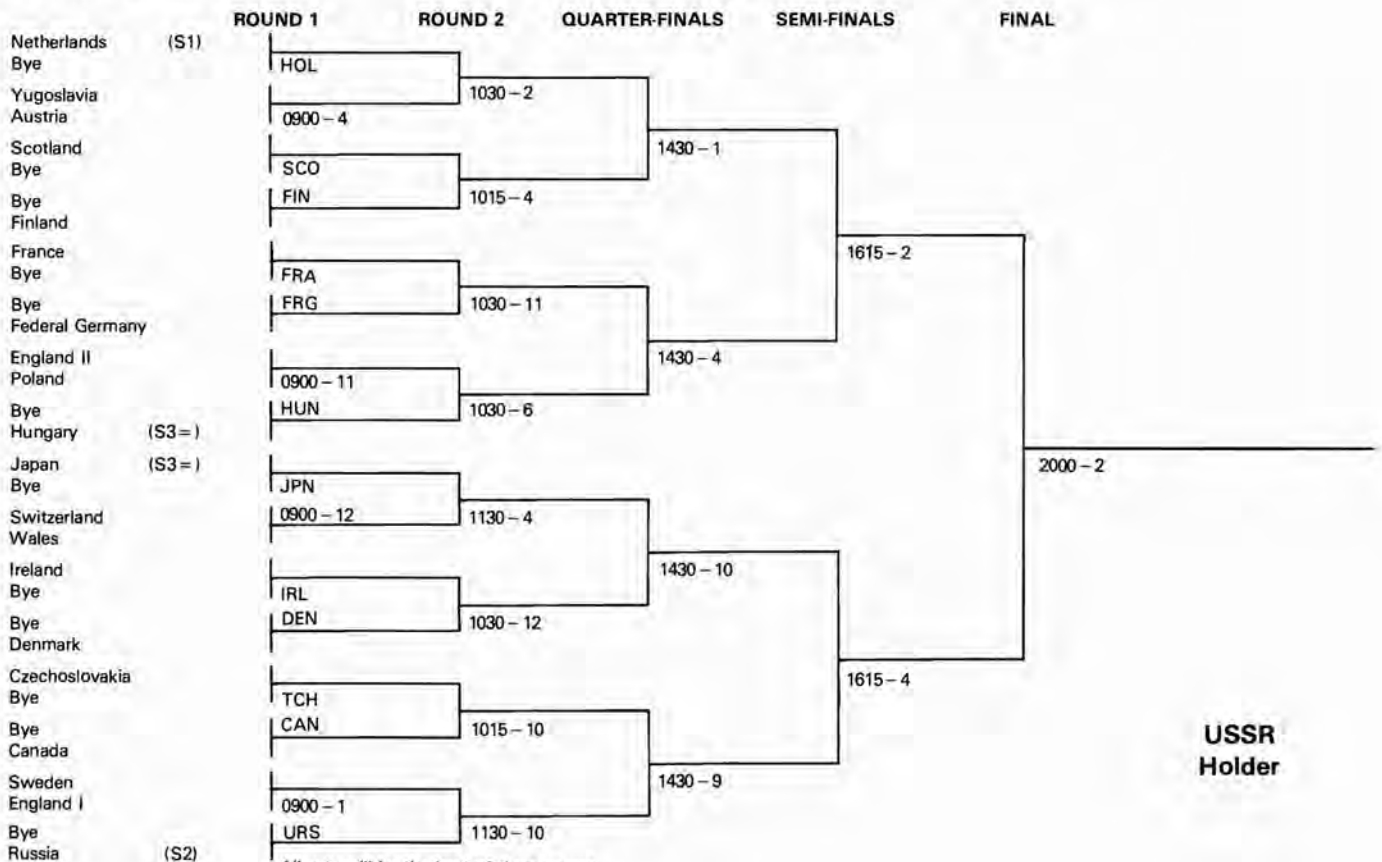 ROUND 1 ROUND 2 QUARTER-FINALS SEMI-FINALS FINAL
Netherlands (S1)
Bye
HOL
1030 – 2
Yugoslavia
Austria
0900 – 4
1430 – 1
Scotland
Bye
SCO
Bye
Finland
FIN
1015 – 4
1615 – 2
France
Bye
FRA
Bye
Federal Germany
FRG
1030 – 11
1430 – 4
England II
Poland
0900 – 11
Bye
Hungary (S3=)
HUN
1030 – 6
2000 – 2
Japan (S3=)
Bye
JPN
Switzerland
Wales
0900 – 12
1130 – 4
1430 – 10
Ireland
Bye
IRL
Bye
Denmark
DEN
1030 – 12
1615 – 4
Czechoslovakia
Bye
TCH
Bye
Canada
CAN
1015 – 10
1430 – 9
Sweden
England I
0900 – 1
Bye
Russia (S2)
URS
1130 – 10
USSR
Holder